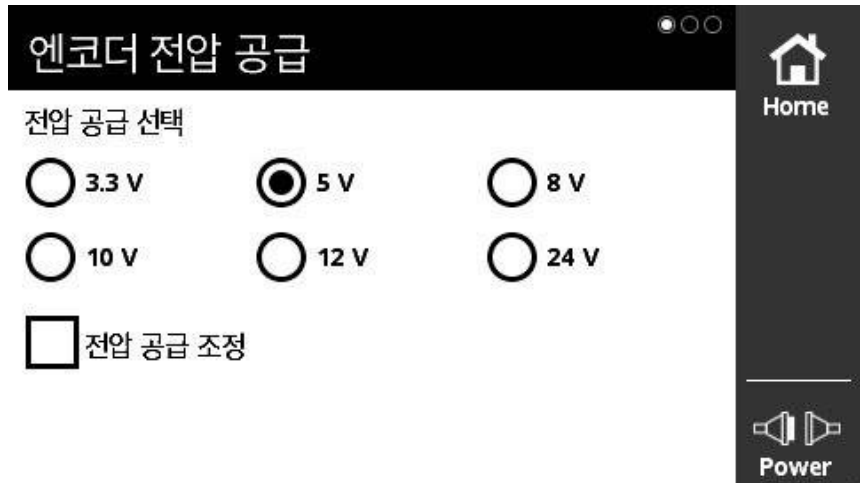 엔코더 전압 공급
Home
전압 공급 선택
3.3 V 5 V 8 V
10 V 12 V 24 V
전압 공급 조정
Power